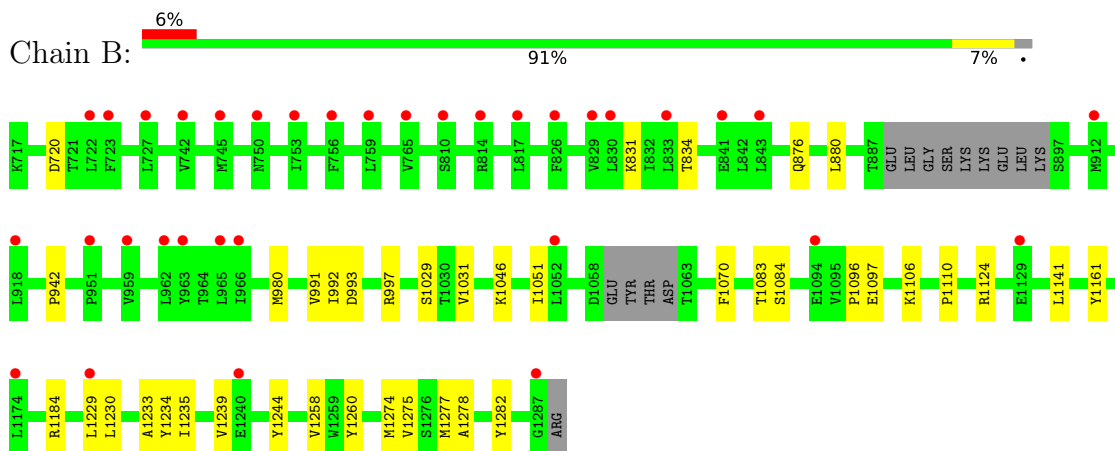 6%
Chain B:
91% 7% •
K717 D720 T721 L722 F723 L727 V742 M745 N750 I753 F756 L759 V765 S810 R814 L817 F826 V829 L830 K831 I832 L833 T834 E841 L842 L843 Q876 L880 T887 GLU LEU GLY SER LYS LYS GLU LEU LYS S897 M912
L918 P942 P951 V959 L962 Y963 T964 L965 I966 M980 V991 I992 D993 R997 S1029 T1030 V1031 K1046 I1051 L1052 D1058 GLU TYR THR ASP T1063 F1070 T1083 S1084 E1094 V1095 P1096 E1097 K1106 P1110 R1124 E1129 L1141 Y1161
L1174 R1184 L1229 L1230 A1233 Y1234 I1235 V1239 E1240 Y1244 V1258 W1259 Y1260 M1274 V1275 S1276 M1277 A1278 Y1282 G1287 ARG